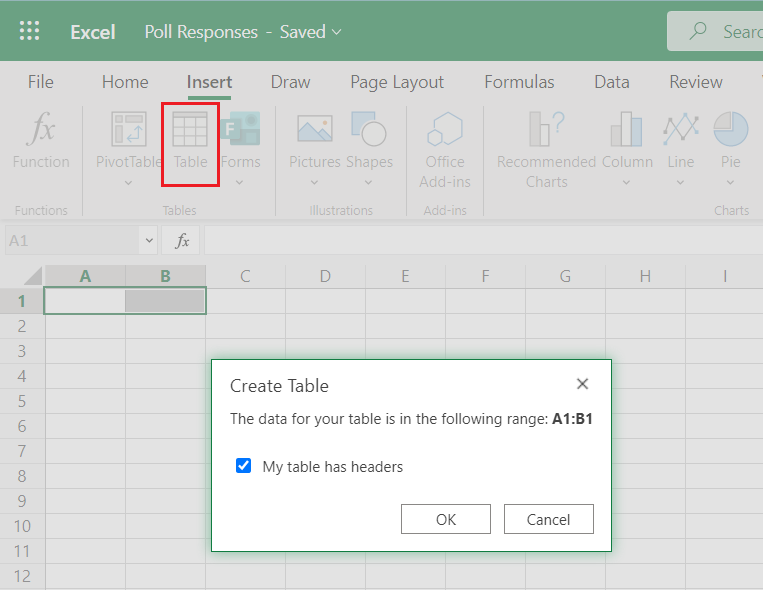 Excel Poll Responses - Saved Searc
File Home Insert Draw Page Layout Formulas Data Review
fx
Function PivotTable Table Forms Pictures Shapes Office Recommended Column Line Pie
Add-ins Charts
Functions Tables Illustrations Add-ins Charts
A1 fx
A B C D E F G H I
1
2
3
4
5
6
7
8
9
10
11
12
Create Table
The data for your table is in the following range: A1:B1
My table has headers
OK Cancel